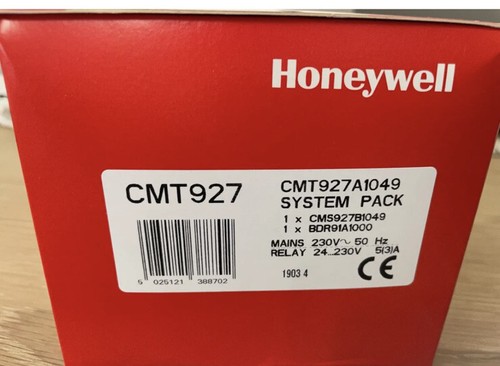 Honeywell
CMT927
CMT927A1049
SYSTEM PACK
1 x CMS927B1049
1 x BDR91A1000
MAINS 230V~ 50 Hz
RELAY 24...230V 5(3)A
1903 4
CE
5 025121 388702